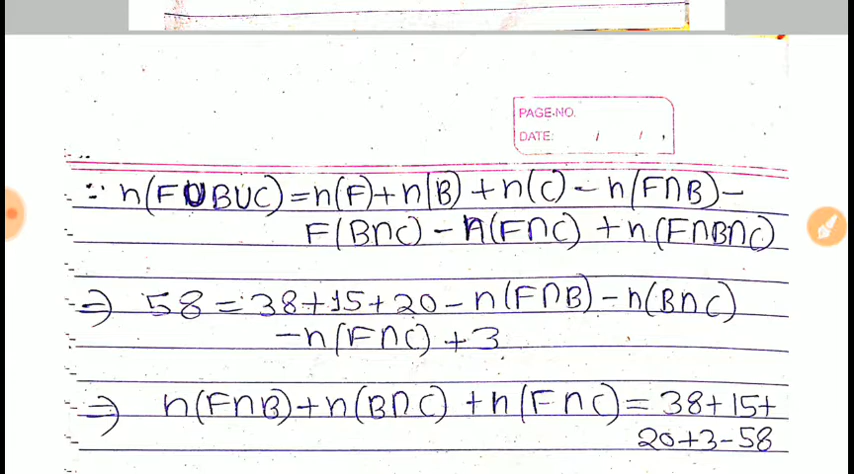 PAGE NO.
DATE: / /
∵ n(F∪B∪C) = n(F) + n(B) + n(C) - n(F∩B) -
F(B∩C) - n(F∩C) + n(F∩B∩C)
⇒ 58 = 38+15+20 - n(F∩B) - n(B∩C)
-n(F∩C) + 3
⇒ n(F∩B) + n(B∩C) + n(F∩C) = 38+15+
20+3-58